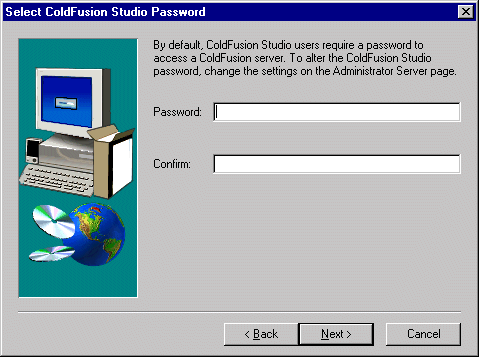 Select ColdFusion Studio Password
By default, ColdFusion Studio users require a password to
access a ColdFusion server. To alter the ColdFusion Studio
password, change the settings on the Administrator Server page.
Password:
Confirm:
< Back Next > Cancel